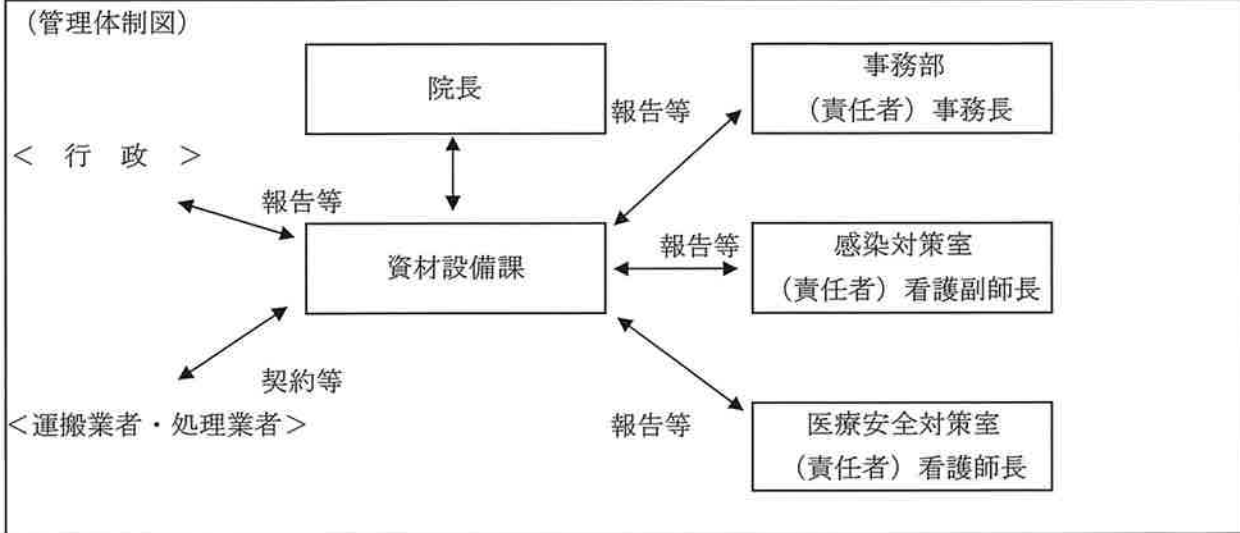 （管理体制図）
院長
事務部
（責任者）事務長
報告等
＜　行　政　＞
報告等
資材設備課
報告等
感染対策室
（責任者）看護副師長
契約等
＜運搬業者・処理業者＞
報告等
医療安全対策室
（責任者）看護師長